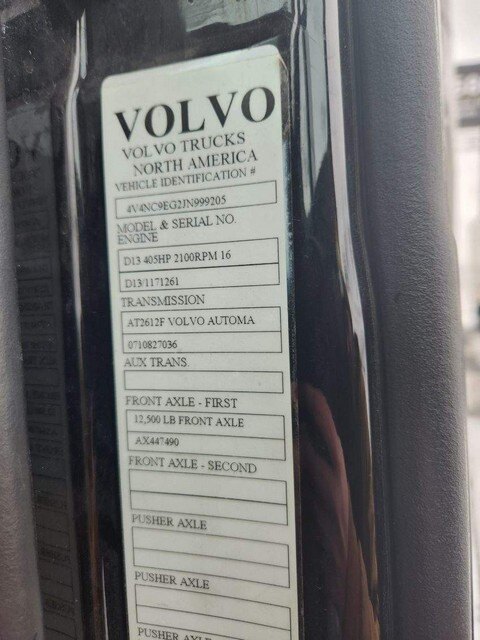 VOLVO
VOLVO TRUCKS
NORTH AMERICA
VEHICLE IDENTIFICATION #
4V4NC9EG2JN999205
MODEL & SERIAL NO.
ENGINE
D13 405HP 2100RPM 16
D13/1171261
TRANSMISSION
AT2612F VOLVO AUTOMA
0710827036
AUX TRANS.
FRONT AXLE - FIRST
12,500 LB FRONT AXLE
AX447490
FRONT AXLE - SECOND
PUSHER AXLE
PUSHER AXLE
PUSHER AXLE